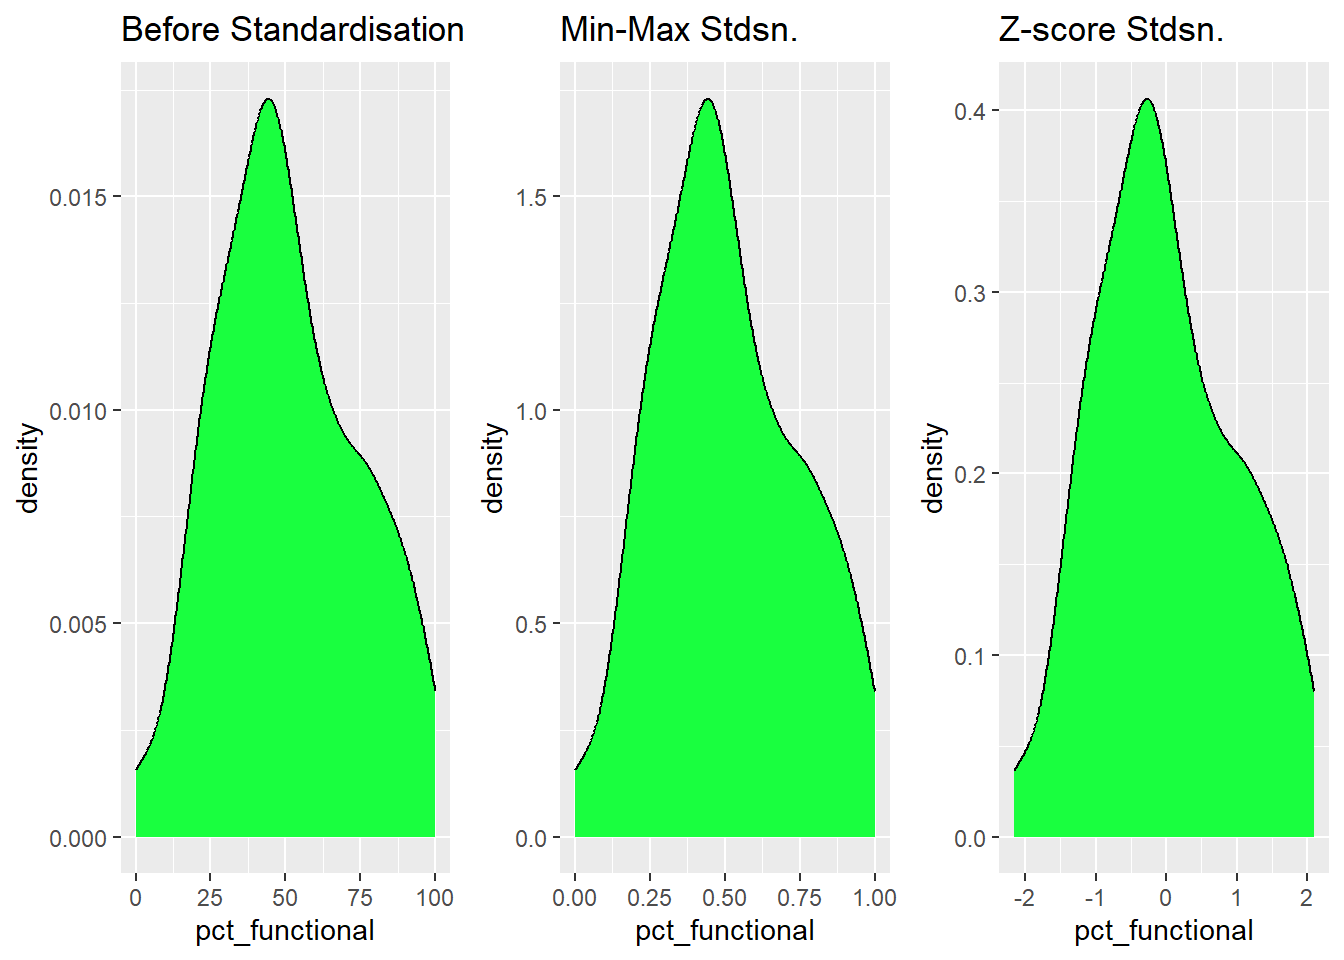 Before Standardisation
density
0.015
0.010
0.005
0.000
0 25 50 75 100
pct_functional
Min-Max Stdsn.
density
1.5
1.0
0.5
0.0
0.00 0.25 0.50 0.75 1.00
pct_functional
Z-score Stdsn.
density
0.4
0.3
0.2
0.1
0.0
-2 -1 0 1 2
pct_functional